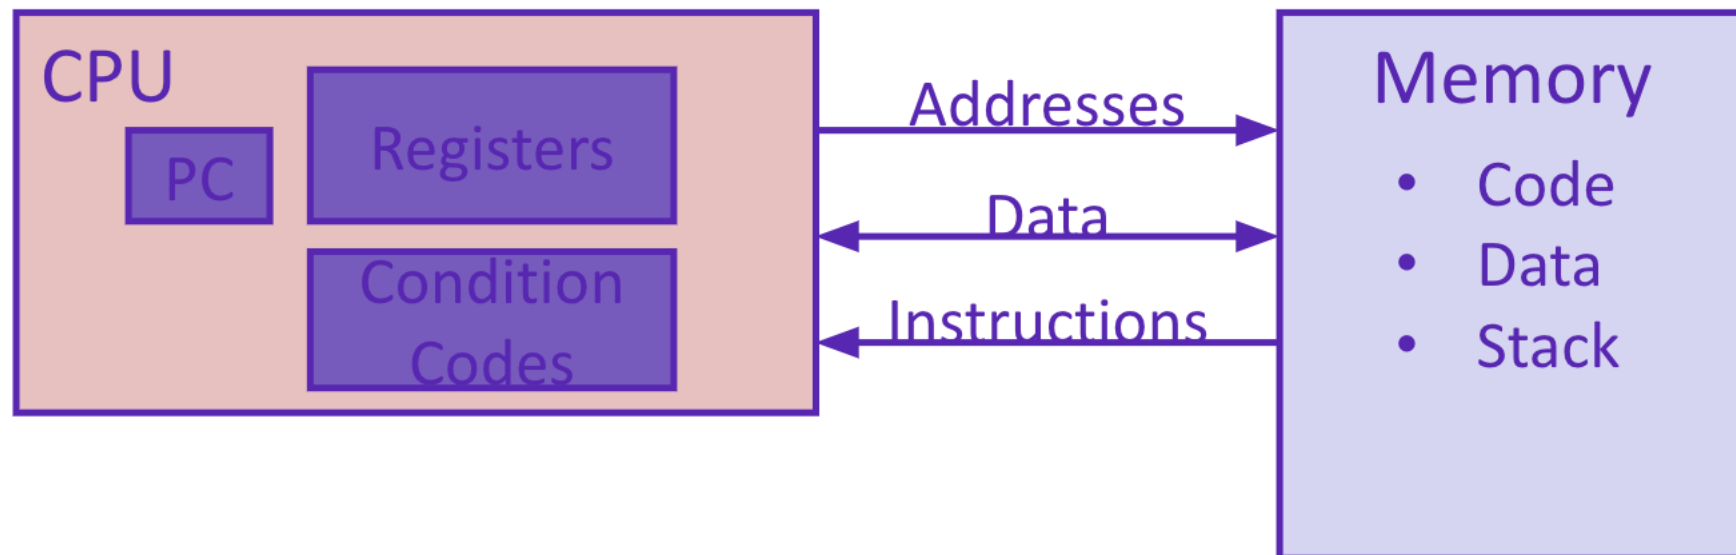 CPU
PC
Registers
Condition
Codes
Addresses
Data
Instructions
Memory
• Code
• Data
• Stack